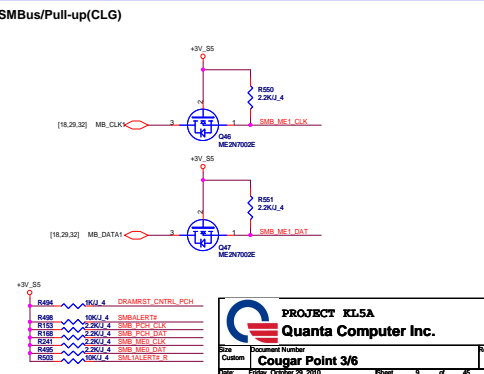 SMBus/Pull-up(CLG)
+3V_S5
R550
2.2K/J_4
2
[18,29,32] MB_CLK1 3 1 SMB_ME1_CLK
Q46
ME2N7002E
+3V_S5
R551
2.2K/J_4
2
[18,29,32] MB_DATA1 3 1 SMB_ME1_DAT
Q47
ME2N7002E
+3V_S5
R494 1K/J_4 DRAMRST_CNTRL_PCH
R498 10K/J_4 SMBALERT#
R153 2.2K/J_4 SMB_PCH_CLK
R168 2.2K/J_4 SMB_PCH_DAT
R241 2.2K/J_4 SMB_ME0_CLK
R495 2.2K/J_4 SMB_ME0_DAT
R503 10K/J_4 SML1ALERT#_R
PROJECT KL5A
Quanta Computer Inc.
Size Document Number
Custom Cougar Point 3/6
Date: Friday, October 29, 2010 Sheet 9 of 45